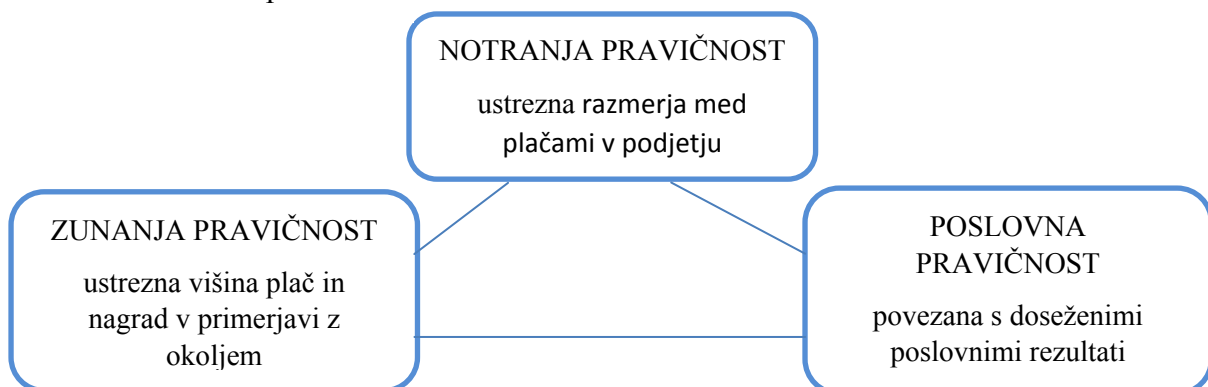 NOTRANJA PRAVIČNOST
ustrezna razmerja med
plačami v podjetju
ZUNANJA PRAVIČNOST
ustrezna višina plač in
nagrad v primerjavi z
okoljem
POSLOVNA
PRAVIČNOST
povezana s doseženimi
poslovnimi rezultati